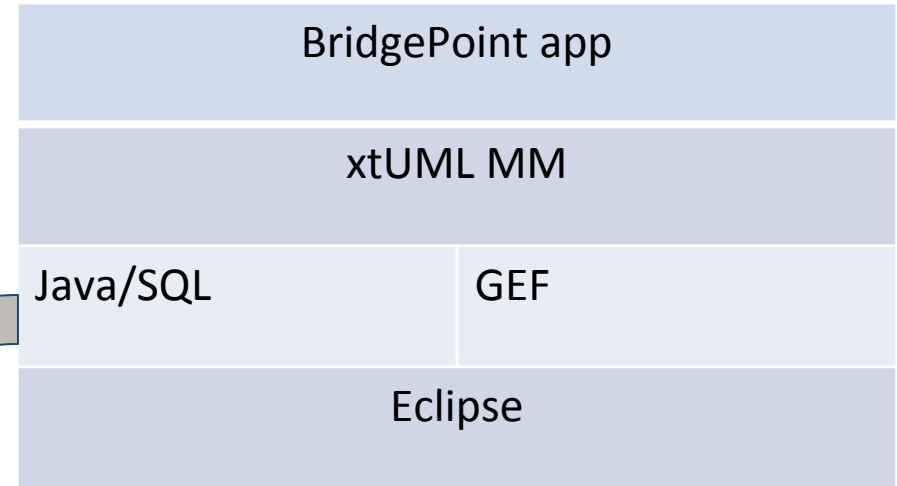 BridgePoint app
xtUML MM
Java/SQL
GEF
Eclipse